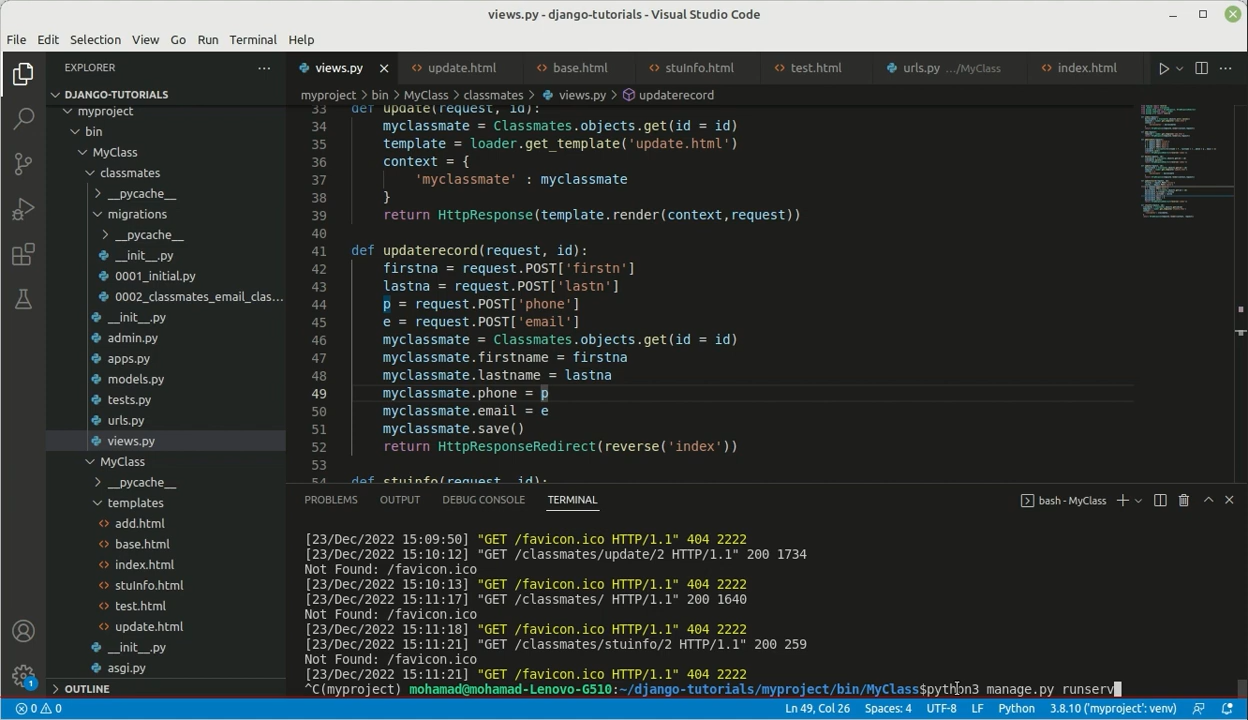 views.py - django-tutorials - Visual Studio Code
File Edit Selection View Go Run Terminal Help
EXPLORER
views.py update.html base.html stuInfo.html test.html urls.py .../MyClass index.html
DJANGO-TUTORIALS
myproject
bin
MyClass
classmates
__pycache__
migrations
__pycache__
__init__.py
0001_initial.py
0002_classmates_email_clas...
__init__.py
admin.py
apps.py
models.py
tests.py
urls.py
views.py
MyClass
__pycache__
templates
add.html
base.html
index.html
stuInfo.html
test.html
update.html
__init__.py
asgi.py
OUTLINE
myproject > bin > MyClass > classmates > views.py > updaterecord
33 def update(request, id):
34 myclassmate = Classmates.objects.get(id = id)
35 template = loader.get_template('update.html')
36 context = {
37 'myclassmate' : myclassmate
38 }
39 return HttpResponse(template.render(context,request))
40
41 def updaterecord(request, id):
42 firstna = request.POST['firstn']
43 lastna = request.POST['lastn']
44 p = request.POST['phone']
45 e = request.POST['email']
46 myclassmate = Classmates.objects.get(id = id)
47 myclassmate.firstname = firstna
48 myclassmate.lastname = lastna
49 myclassmate.phone = p
50 myclassmate.email = e
51 myclassmate.save()
52 return HttpResponseRedirect(reverse('index'))
53
54 def stuinfo(request, id):
PROBLEMS OUTPUT DEBUG CONSOLE TERMINAL
bash - MyClass
[23/Dec/2022 15:09:50] "GET /favicon.ico HTTP/1.1" 404 2222
[23/Dec/2022 15:10:12] "GET /classmates/update/2 HTTP/1.1" 200 1734
Not Found: /favicon.ico
[23/Dec/2022 15:10:13] "GET /favicon.ico HTTP/1.1" 404 2222
[23/Dec/2022 15:11:17] "GET /classmates/ HTTP/1.1" 200 1640
Not Found: /favicon.ico
[23/Dec/2022 15:11:18] "GET /favicon.ico HTTP/1.1" 404 2222
[23/Dec/2022 15:11:21] "GET /classmates/stuinfo/2 HTTP/1.1" 200 259
Not Found: /favicon.ico
[23/Dec/2022 15:11:21] "GET /favicon.ico HTTP/1.1" 404 2222
^C(myproject) mohamad@mohamad-Lenovo-G510:~/django-tutorials/myproject/bin/MyClass$python3 manage.py runserv
1
0 0 Ln 49, Col 26 Spaces: 4 UTF-8 LF Python 3.8.10 ('myproject': venv)